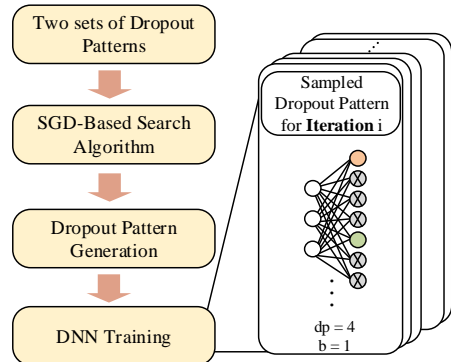 Two sets of Dropout
Patterns
SGD-Based Search
Algorithm
Dropout Pattern
Generation
DNN Training
Sampled
Dropout Pattern
for Iteration i
dp = 4
b = 1